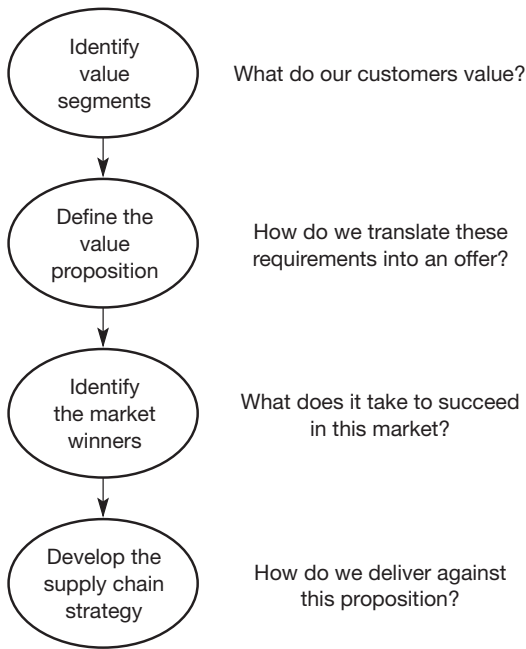 Identify
value
segments
What do our customers value?
Define the
value
proposition
How do we translate these
requirements into an offer?
Identify
the market
winners
What does it take to succeed
in this market?
Develop the
supply chain
strategy
How do we deliver against
this proposition?